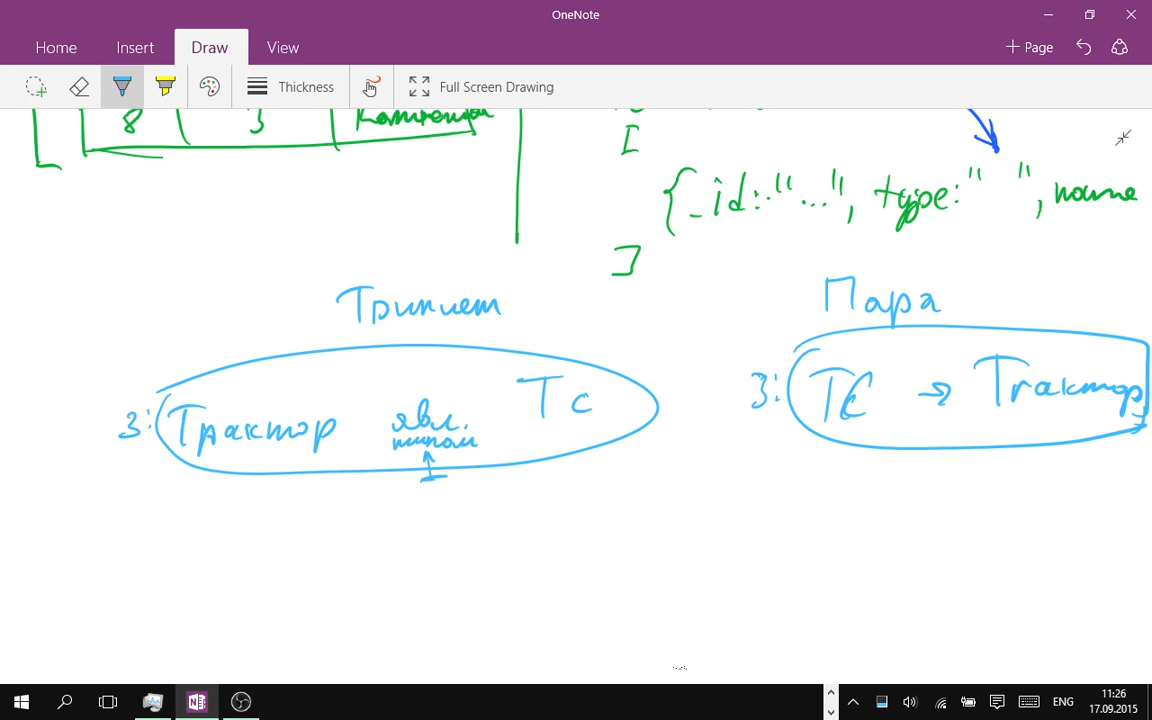 OneNote
Home Insert Draw View
Page
Thickness Full Screen Drawing
8 3
[
{_id:"...", type:" ", name
]
Триплет Пара
3: Трактор явл. типом ТС
3: ТС → Трактор
ENG
11:26
17.09.2015